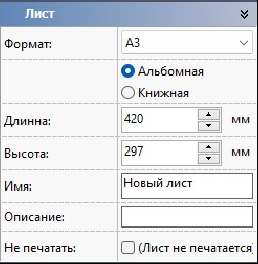 Лист
Формат: А3
Альбомная
Книжная
Длинна: 420 мм
Высота: 297 мм
Имя: Новый лист
Описание:
Не печатать: (Лист не печатается